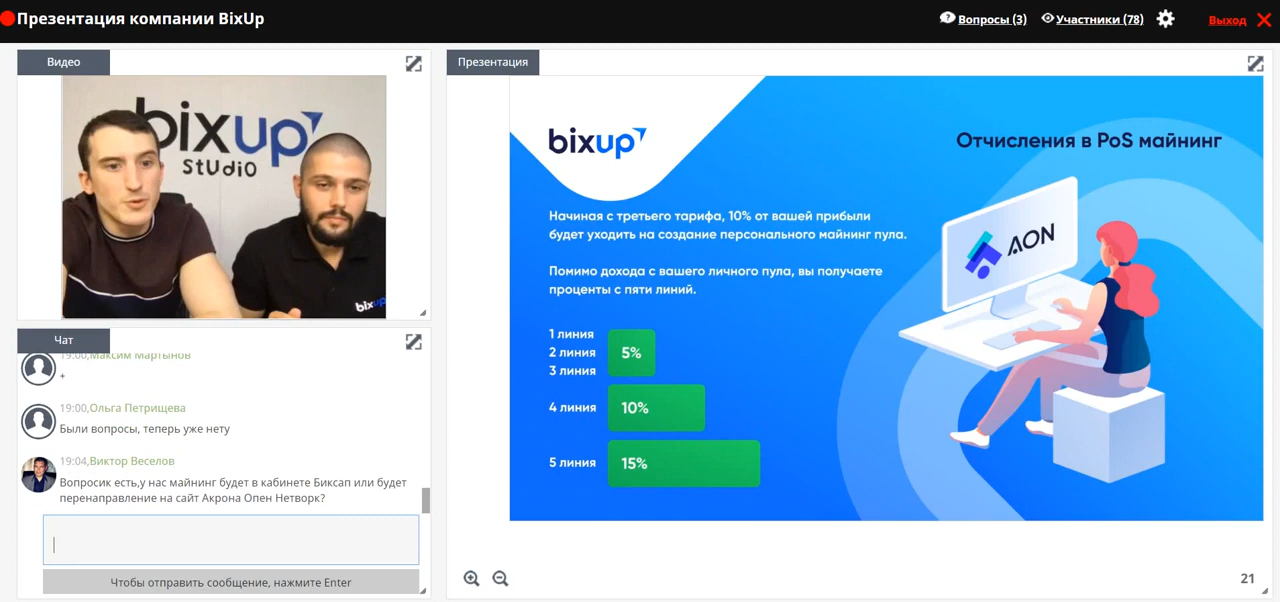 Презентация компании BixUp
Вопросы (3)
Участники (78)
Выход
Видео
bixup
StUdiO
bixup
Чат
19:00,Максим Мартынов
+
19:00,Ольга Петрищева
Были вопросы, теперь уже нету
19:04,Виктор Веселов
Вопросик есть,у нас майнинг будет в кабинете Биксап или будет
перенаправление на сайт Акрона Опен Нетворк?
Чтобы отправить сообщение, нажмите Enter
Презентация
bixup
Отчисления в PoS майнинг
Начиная с третьего тарифа, 10% от вашей прибыли
будет уходить на создание персонального майнинг пула.
Помимо дохода с вашего личного пула, вы получаете
проценты с пяти линий.
AON
1 линия
2 линия
3 линия
5%
4 линия
10%
5 линия
15%
21